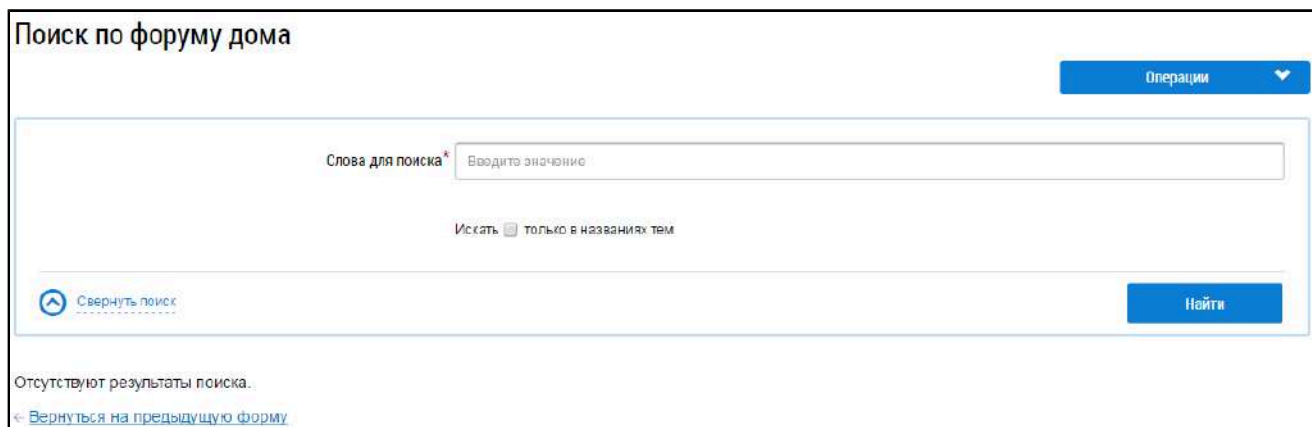 Поиск по форуму дома
Операции
Слова для поиска*
Введите значение
Искать только в названиях тем
Свернуть поиск
Найти
Отсутствуют результаты поиска.
← Вернуться на предыдущую форму